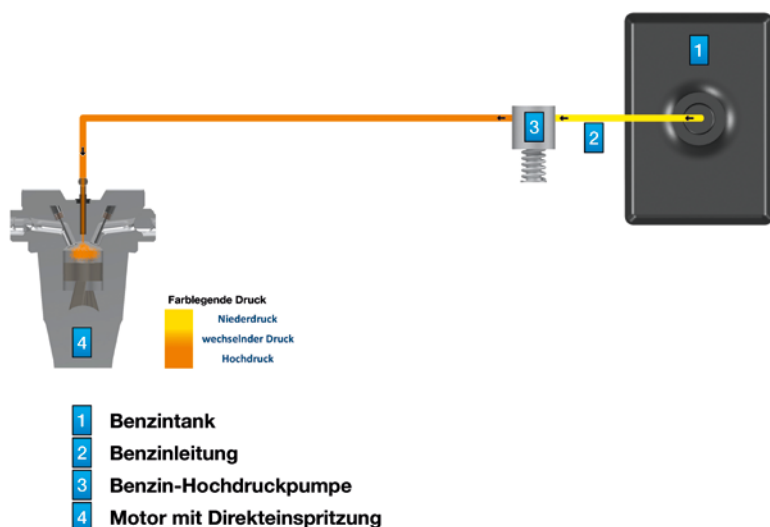 1
3
2
4
Farblegende Druck
Niederdruck
wechselnder Druck
Hochdruck
1 Benzintank
2 Benzinleitung
3 Benzin-Hochdruckpumpe
4 Motor mit Direkteinspritzung